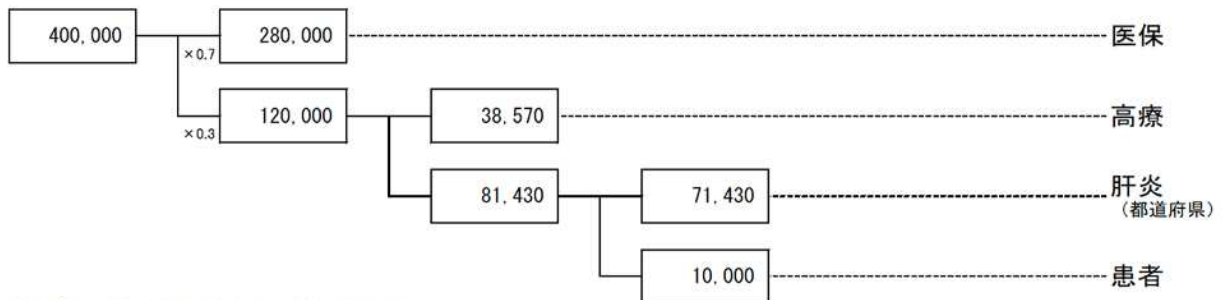 400,000 280,000 医保
×0.7
120,000 38,570 高療
×0.3
81,430 71,430 肝炎
（都道府県）
10,000 患者